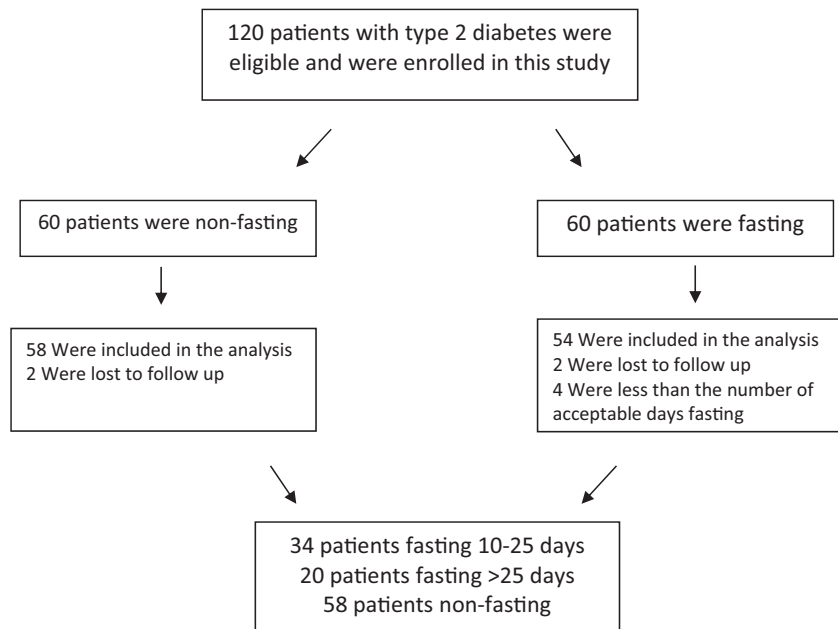 120 patients with type 2 diabetes were
eligible and were enrolled in this study
60 patients were non-fasting
60 patients were fasting
58 Were included in the analysis
2 Were lost to follow up
54 Were included in the analysis
2 Were lost to follow up
4 Were less than the number of
acceptable days fasting
34 patients fasting 10-25 days
20 patients fasting >25 days
58 patients non-fasting